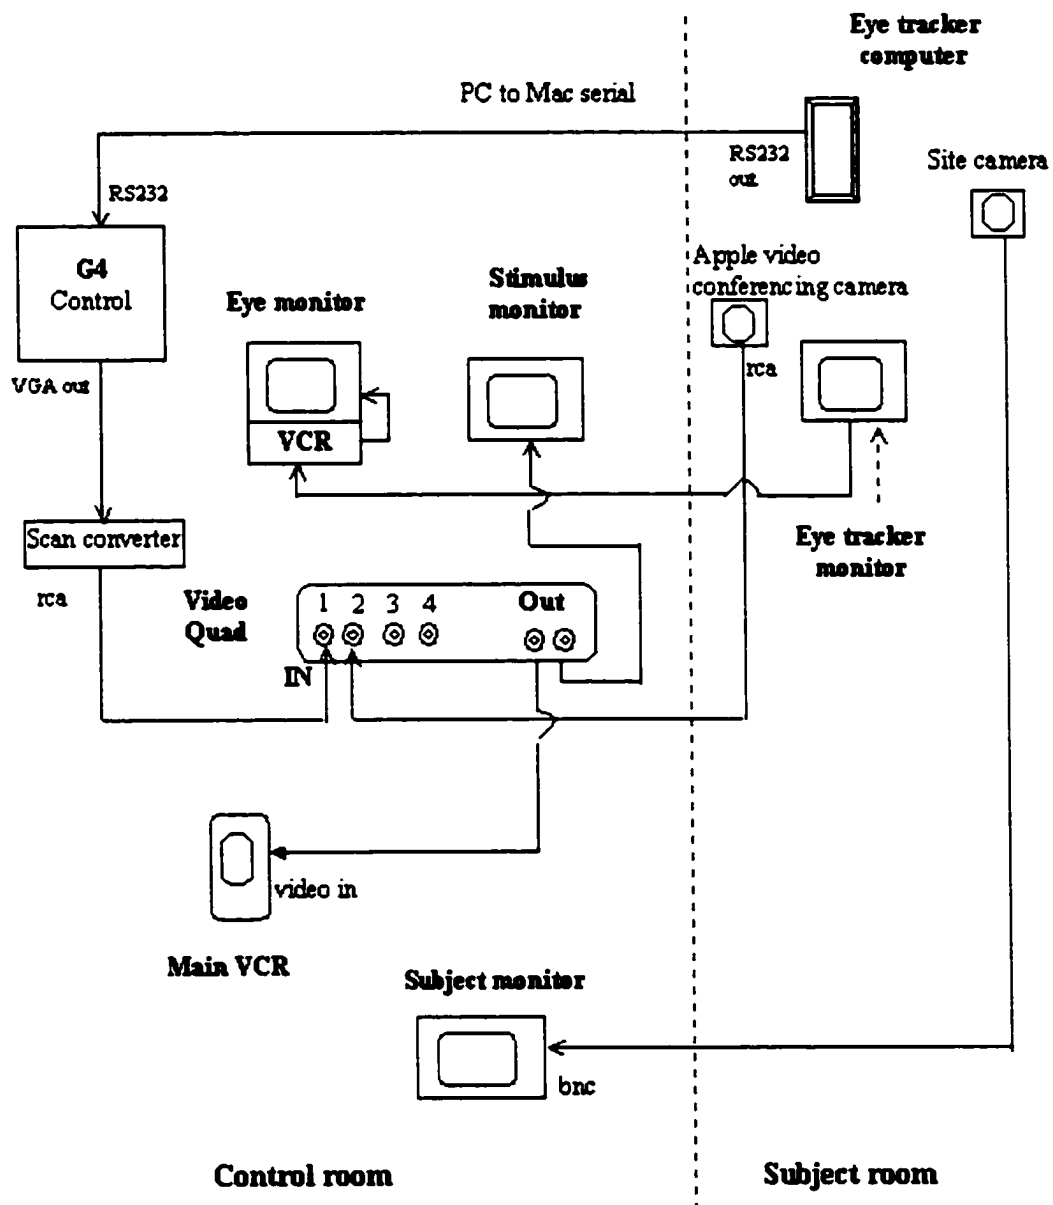 Eye tracker
computer
PC to Mac serial
RS232
out
Site camera
RS232
G4
Control
Apple video
conferencing camera
Stimulus
monitor
Eye monitor
rca
VGA out
VCR
Scan converter
Eye tracker
monitor
rca
Video
Quad
1 2 3 4 Out
IN
video in
Main VCR
Subject monitor
bnc
Control room
Subject room